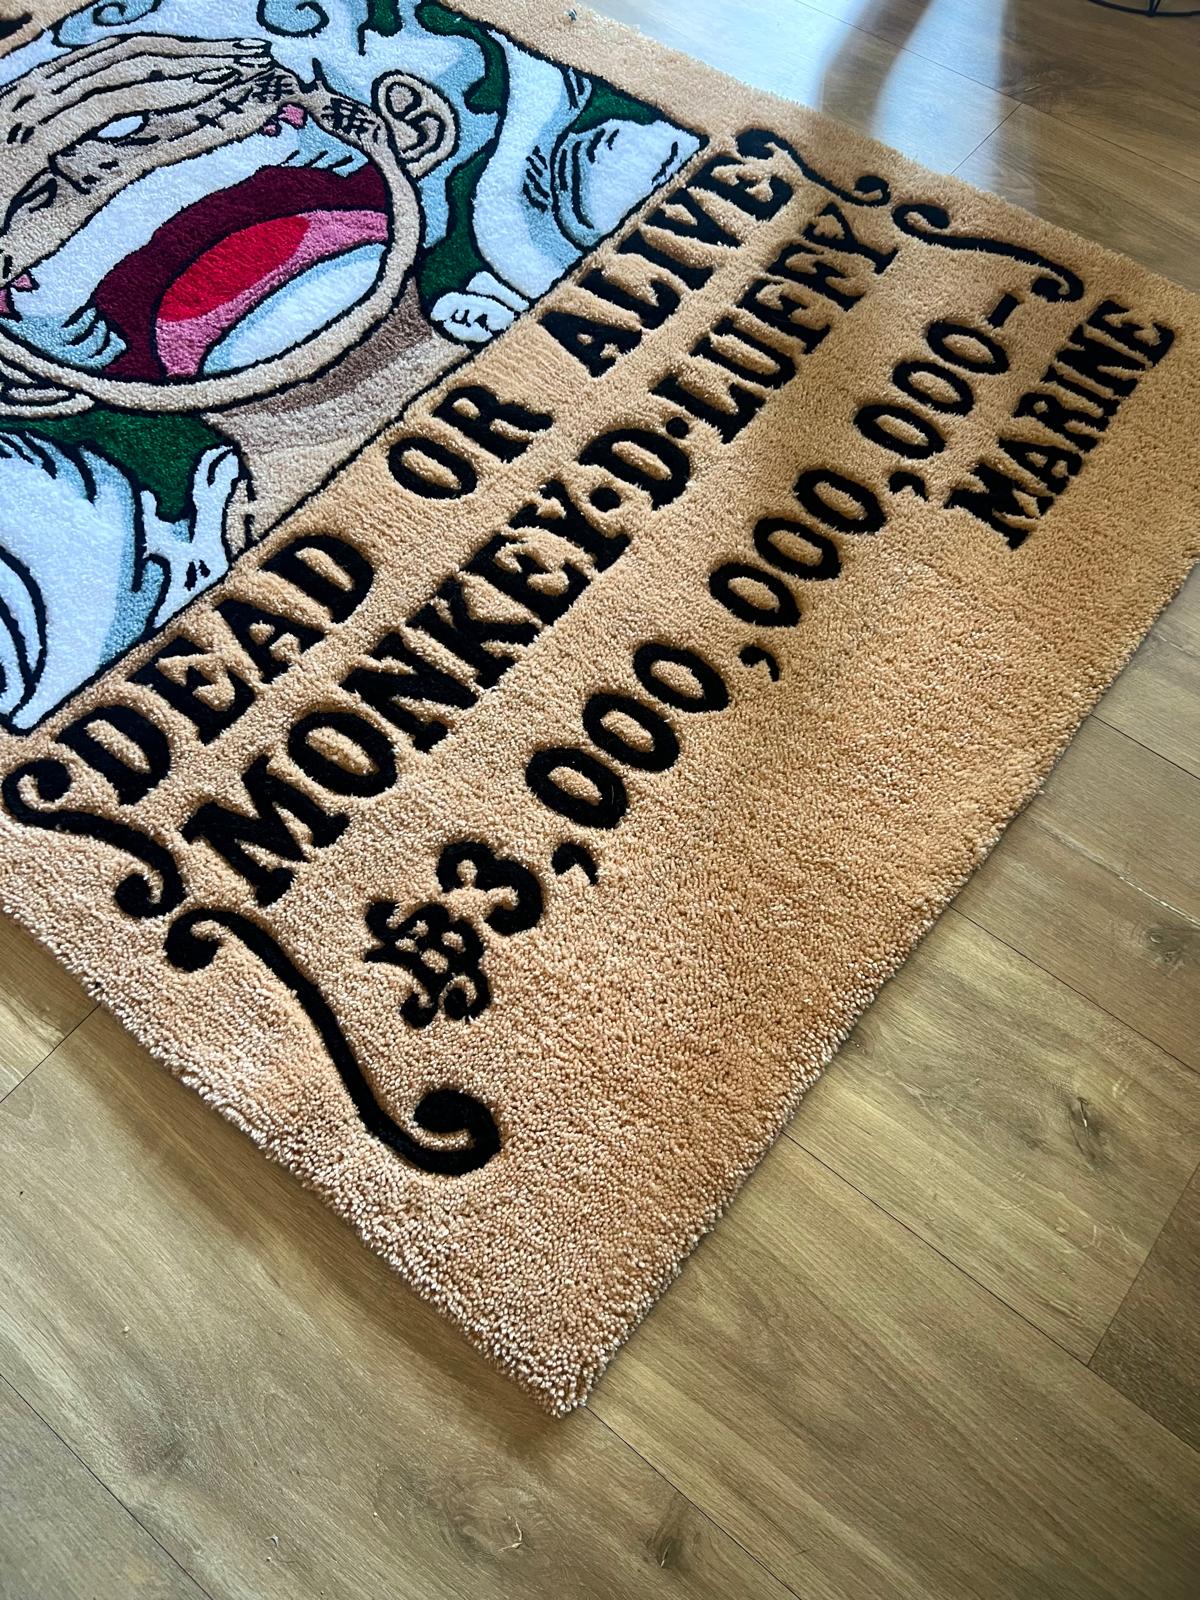 DEAD OR ALIVE
MONKEY•D•LUFFY
฿3,000,000,000-
MARINE